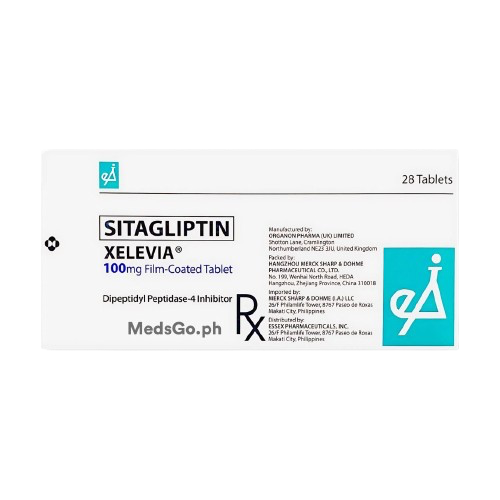 28 Tablets
SITAGLIPTIN
XELEVIA®
100mg Film-Coated Tablet
Dipeptidyl Peptidase-4 Inhibitor
MedsGo.ph
Rx
Manufactured by:
ORGANON PHARMA (UK) LIMITED
Shotton Lane, Cramlington
Northumberland NE23 3JU, United Kingdom
Packed by:
HANGZHOU MERCK SHARP & DOHME
PHARMACEUTICAL CO., LTD.
No. 199, Wenhai North Road, HEDA
Hangzhou, Zhejiang Province, China 310018
Imported by:
MERCK SHARP & DOHME (I.A.) LLC
26/F Philamlife Tower, 8767 Paseo de Roxas
Makati City, Philippines
Distributed by:
ESSEX PHARMACEUTICALS, INC.
26/F Philamlife Tower, 8767 Paseo de Roxas
Makati City, Philippines